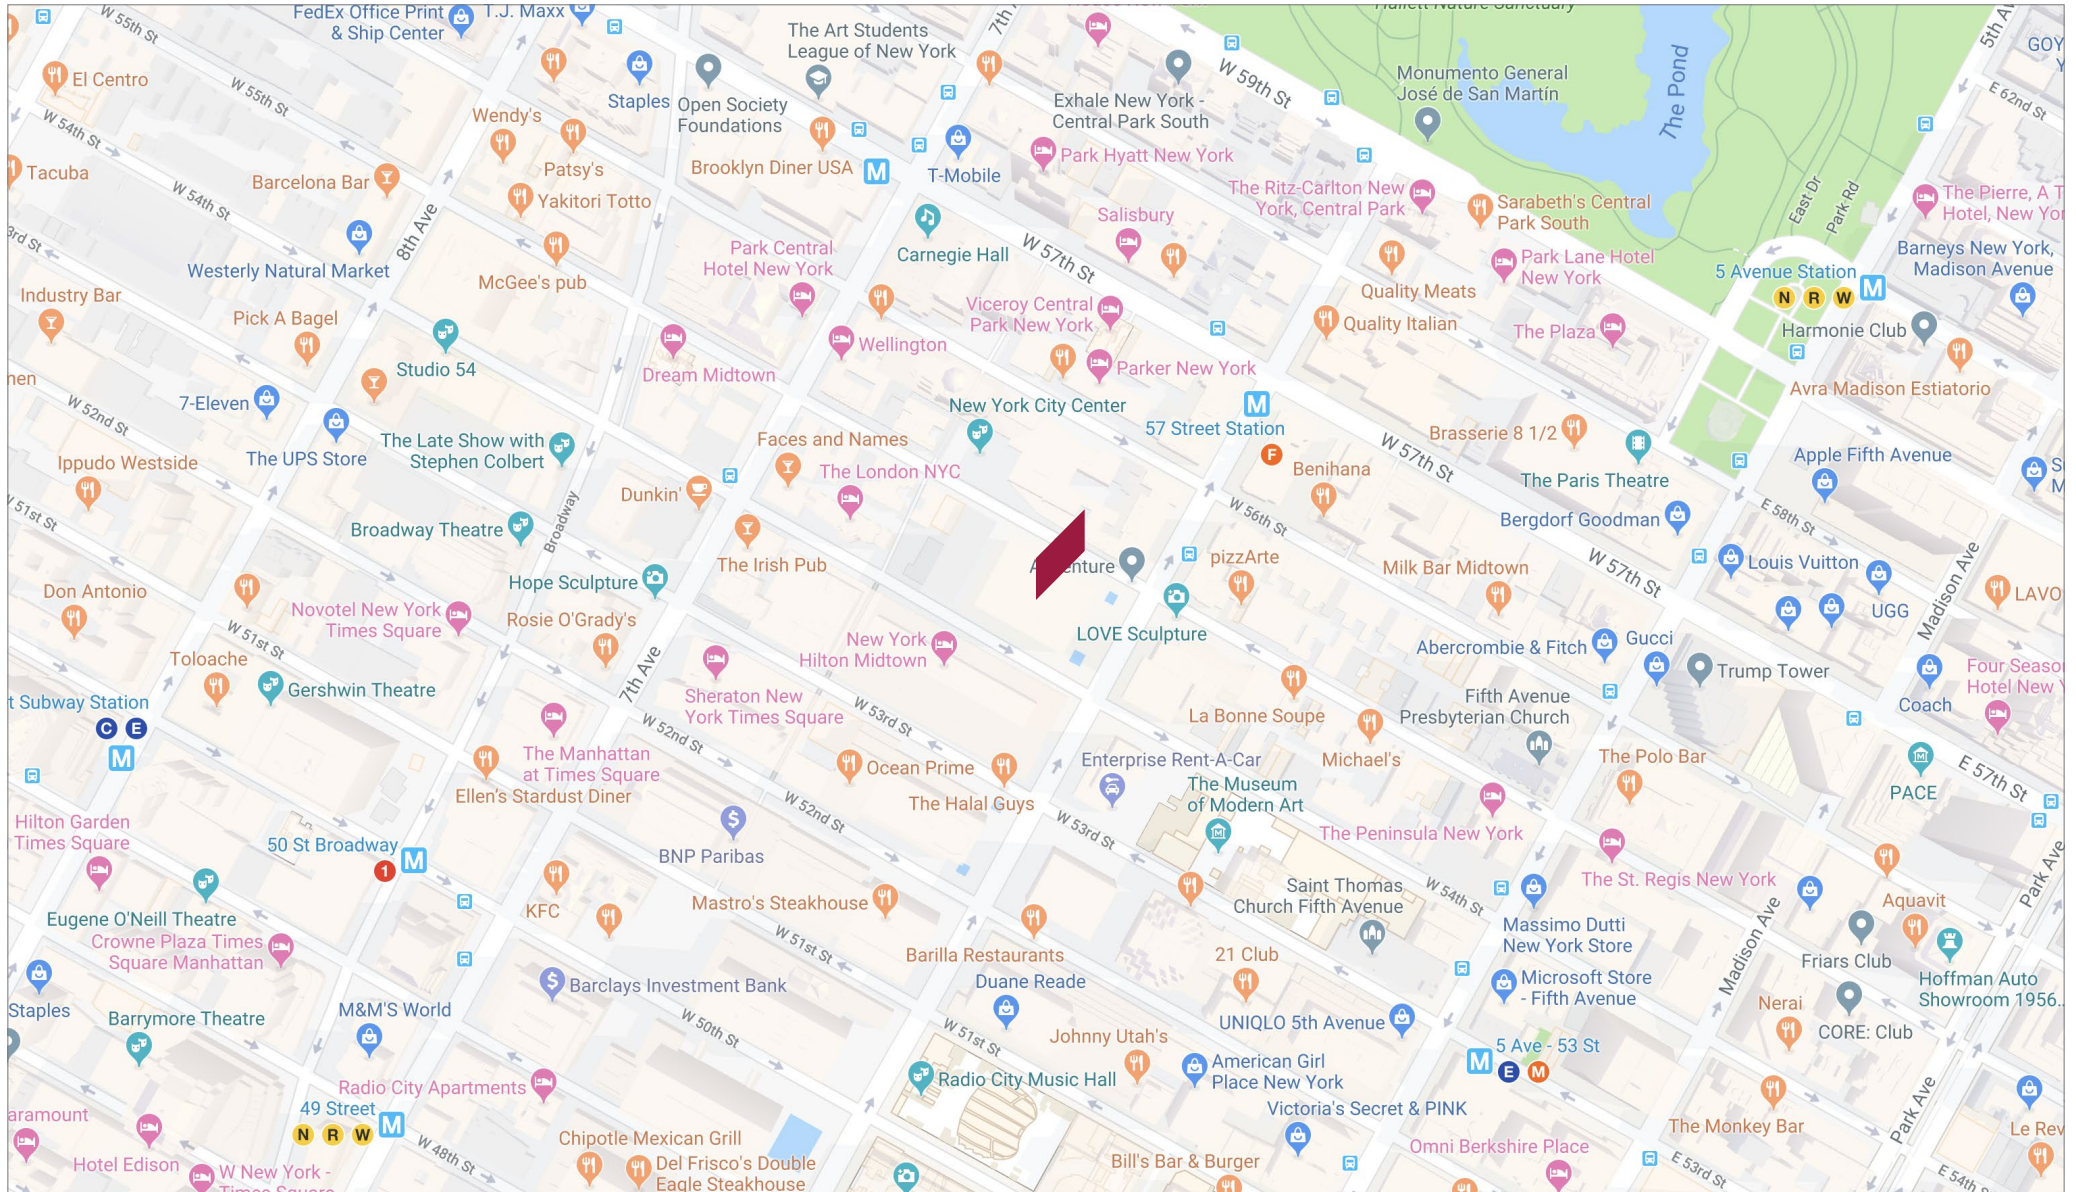 FedEx Office Print
& Ship Center
T.J. Maxx
The Art Students
League of New York
W 55th St
El Centro
W 55th St
Staples
Open Society
Foundations
W 59th St
Monumento General
José de San Martín
The Pond
5th Av
GOY
E 62nd St
Exhale New York -
Central Park South
Wendy's
Patsy's
Brooklyn Diner USA
M
T-Mobile
Park Hyatt New York
W 54th St
Tacuba
Barcelona Bar
W 54th St
Yakitori Totto
The Ritz-Carlton New
York, Central Park
Sarabeth's Central
Park South
East Dr
Park Rd
The Pierre, A T
Hotel, New Yor
8th Ave
Salisbury
Carnegie Hall
W 57th St
Park Central
Hotel New York
Westerly Natural Market
McGee's pub
Park Lane Hotel
New York
Quality Meats
5 Avenue Station
M
N R W
Barneys New York,
Madison Avenue
Industry Bar
Pick A Bagel
Viceroy Central
Park New York
Quality Italian
The Plaza
Harmonie Club
Wellington
Studio 54
Dream Midtown
Parker New York
Avra Madison Estiatorio
7-Eleven
New York City Center
M
57 Street Station
F
W 52nd St
The UPS Store
The Late Show with
Stephen Colbert
Faces and Names
The London NYC
Benihana
W 57th St
Brasserie 8 1/2
The Paris Theatre
Apple Fifth Avenue
Ippudo Westside
Dunkin'
W 56th St
Bergdorf Goodman
E 58th St
W 51st St
Broadway Theatre
Broadway
The Irish Pub
pizzArte
Milk Bar Midtown
W 57th St
Louis Vuitton
UGG
Madison Ave
LAVO
Don Antonio
Hope Sculpture
Novotel New York
Times Square
Rosie O'Grady's
LOVE Sculpture
New York
Hilton Midtown
Abercrombie & Fitch
Gucci
Trump Tower
W 51st St
Toloache
Gershwin Theatre
7th Ave
Sheraton New
York Times Square
W 53rd St
La Bonne Soupe
Fifth Avenue
Presbyterian Church
Coach
Four Seaso
Hotel New Y
t Subway Station
C E
M
W 52nd St
The Manhattan
at Times Square
Ocean Prime
Enterprise Rent-A-Car
Michael's
The Polo Bar
E 57th St
PACE
Ellen's Stardust Diner
The Halal Guys
The Museum
of Modern Art
W 52nd St
W 53rd St
The Peninsula New York
Hilton Garden
Times Square
50 St Broadway
M
1
BNP Paribas
Park Ave
The St. Regis New York
W 54th St
Saint Thomas
Church Fifth Avenue
Mastro's Steakhouse
KFC
Eugene O'Neill Theatre
Crowne Plaza Times
Square Manhattan
W 51st St
Barilla Restaurants
21 Club
Massimo Dutti
New York Store
Madison Ave
Aquavit
Friars Club
Hoffman Auto
Showroom 1956..
Barclays Investment Bank
Duane Reade
Microsoft Store
- Fifth Avenue
Nerai
CORE: Club
Staples
Barrymore Theatre
M&M'S World
W 50th St
W 51st St
Johnny Utah's
UNIQLO 5th Avenue
5 Ave - 53 St
M
E M
Radio City Apartments
Radio City Music Hall
American Girl
Place New York
Victoria's Secret & PINK
Park Ave
The Monkey Bar
49 Street
N R W
M
Hotel Edison
W New York -
W 48th St
Chipotle Mexican Grill
Del Frisco's Double
Eagle Steakhouse
Bill's Bar & Burger
Omni Berkshire Place
E 53rd St
E 54th St
Le Rev